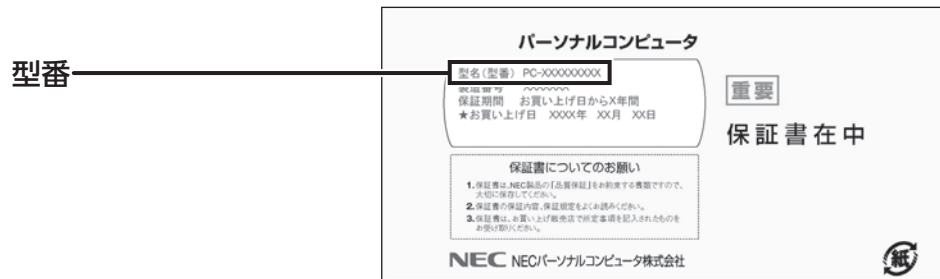 型番
パーソナルコンピュータ
型名(型番) PC-XXXXXXXXX
製造番号 XXXXXXX
保証期間 お買い上げ日からX年間
★お買い上げ日 XXXX年 XX月 XX日
重要
保証書在中
保証書についてのお願い
1.保証書は、NEC製品の「品質保証」をお約束する書類ですので、
大切に保存してください。
2.保証書の保証内容、保証規定をよくお読みください。
3.保証書は、お買い上げ販売店で所定事項を記入されたものを
お受け取りください。
NEC NECパーソナルコンピュータ株式会社
紙